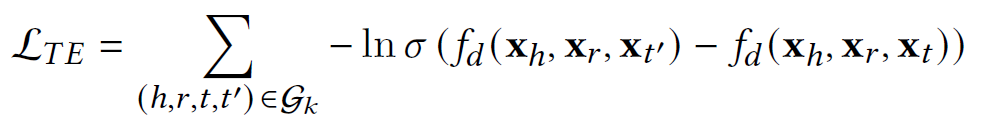 ℒ_{TE} = ∑_{(h,r,t,t′)∈𝒢_k} − ln σ (f_d(𝐱_h, 𝐱_r, 𝐱_{t′}) − f_d(𝐱_h, 𝐱_r, 𝐱_t))